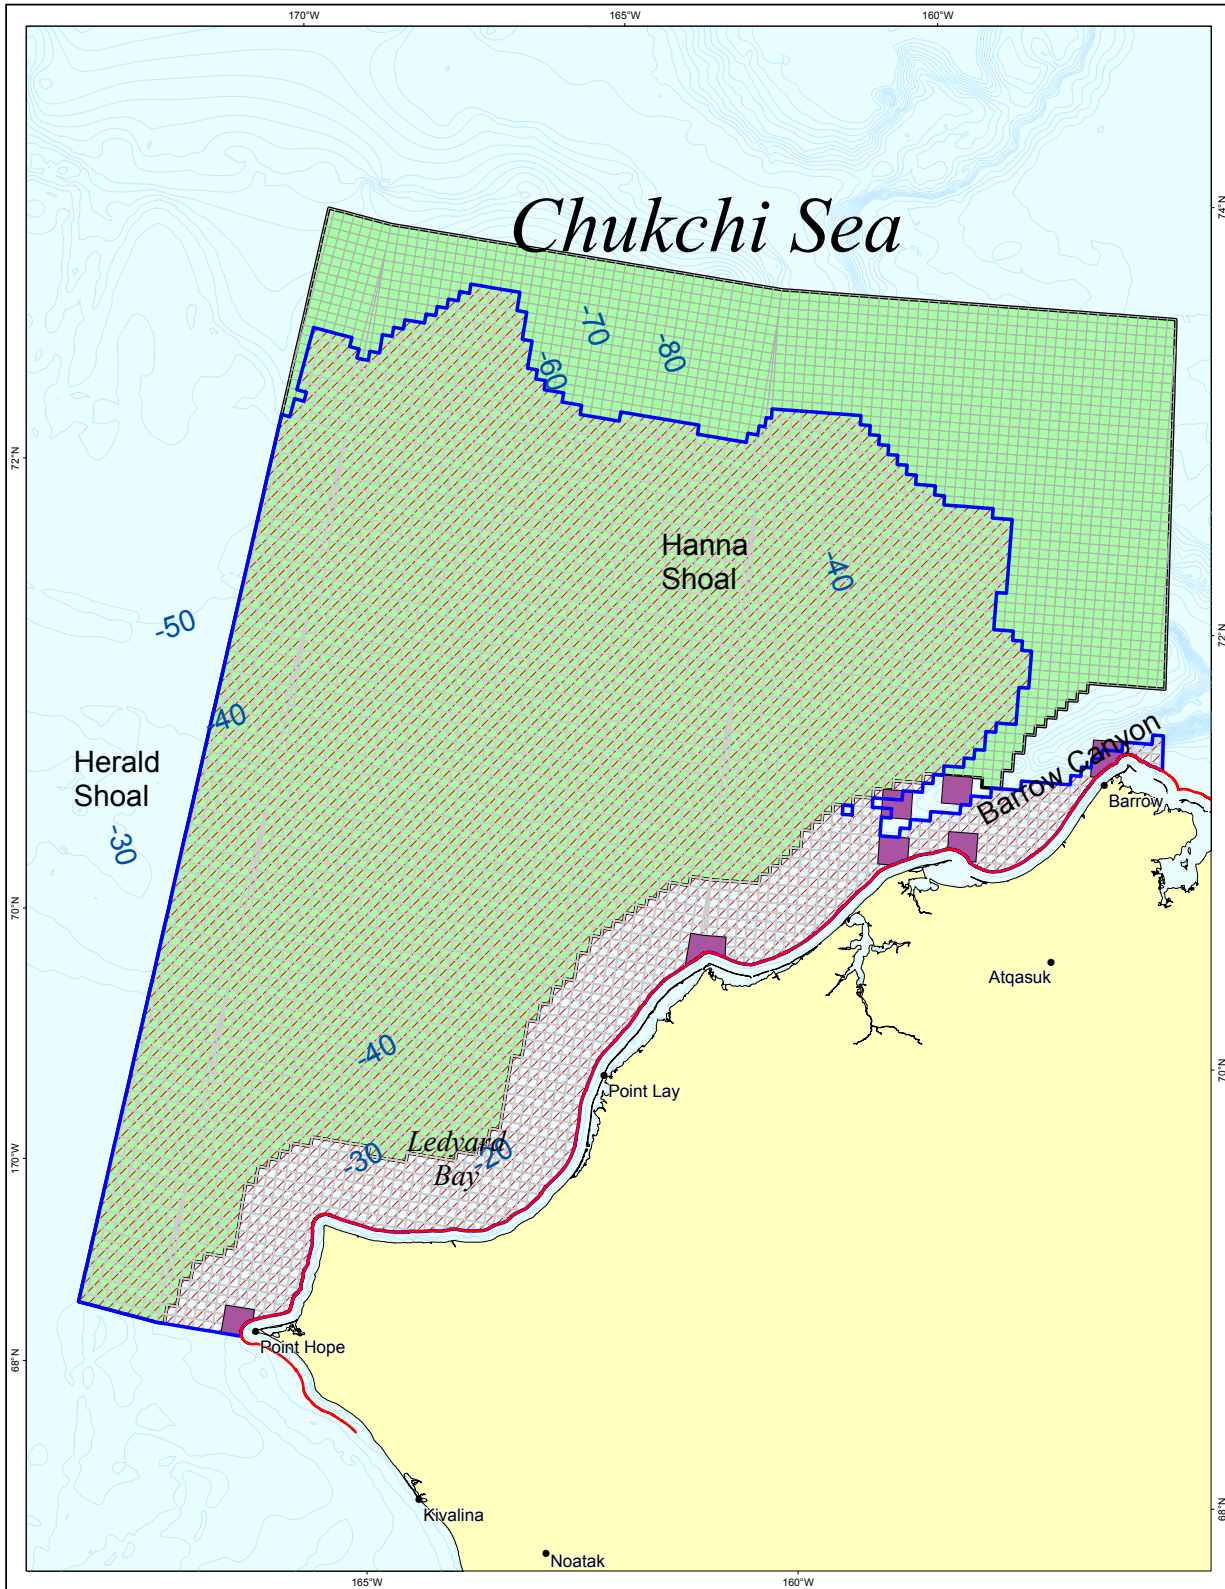 170°W
165°W
160°W
74°N
Chukchi Sea
-70
-80
-60
72°N
Hanna
Shoal
-40
-50
72°N
-40
Herald
Shoal
Barrow Canyon
-30
Barrow
70°N
Atqasuk
-40
70°N
Point Lay
Ledyard
Bay
-30
-20
170°W
Point Hope
68°N
Kivalina
68°N
Noatak
165°W
160°W